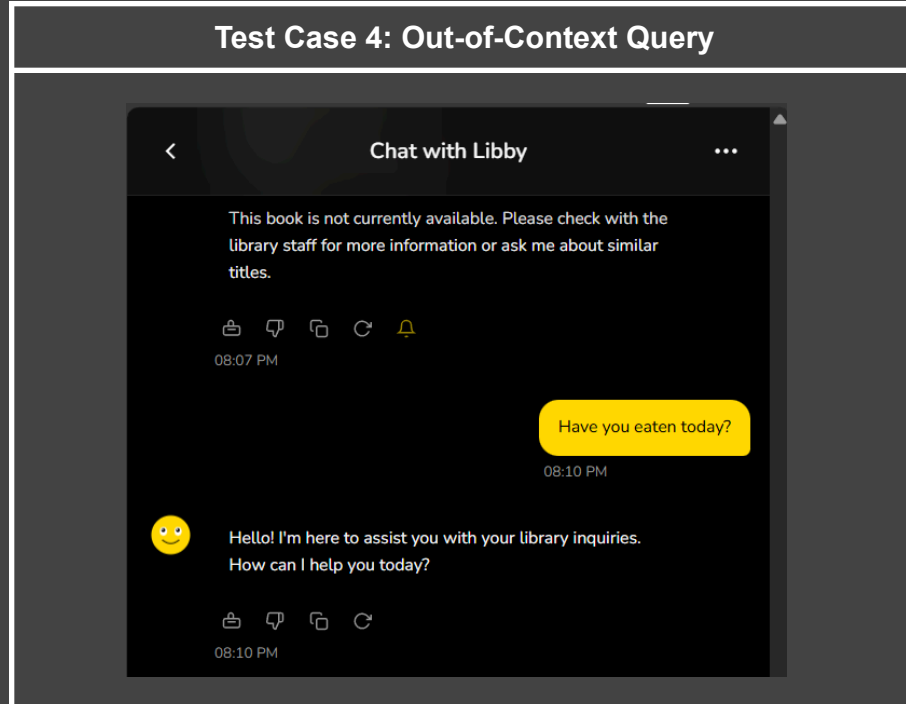 Test Case 4: Out-of-Context Query
Chat with Libby
This book is not currently available. Please check with the
library staff for more information or ask me about similar
titles.
08:07 PM
Have you eaten today?
08:10 PM
Hello! I'm here to assist you with your library inquiries.
How can I help you today?
08:10 PM